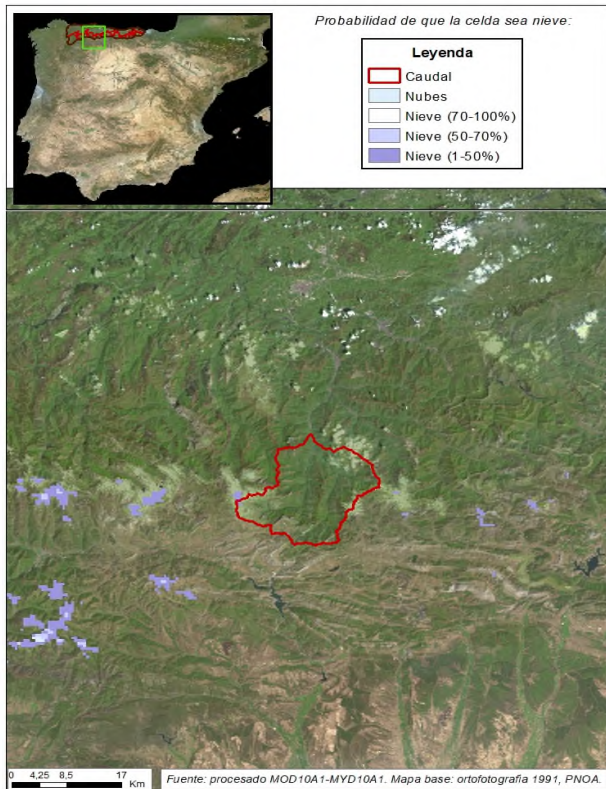 Probabilidad de que la celda sea nieve:
Leyenda
Caudal
Nubes
Nieve (70-100%)
Nieve (50-70%)
Nieve (1-50%)
0 4,25 8,5 17
Km
Fuente: procesado MOD10A1-MYD10A1. Mapa base: ortofotografia 1991, PNOA.